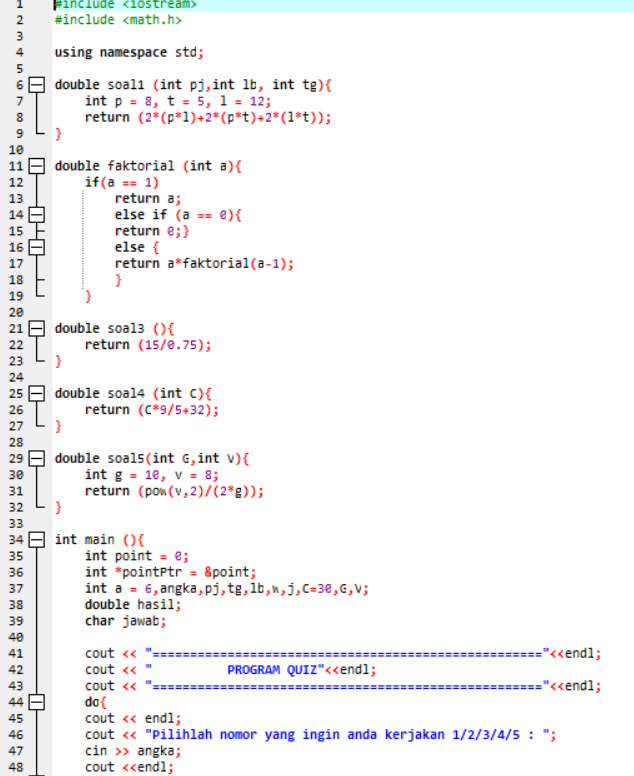 1 #include <iostream>
2 #include <math.h>
3
4 using namespace std;
5
6 double soal1 (int pj,int lb, int tg){
7 int p = 8, t = 5, l = 12;
8 return (2*(p*l)+2*(p*t)+2*(l*t));
9 }
10
11 double faktorial (int a){
12 if(a == 1)
13 return a;
14 else if (a == 0){
15 return 0;}
16 else {
17 return a*faktorial(a-1);
18 }
19 }
20
21 double soal3 (){
22 return (15/0.75);
23 }
24
25 double soal4 (int C){
26 return (C*9/5+32);
27 }
28
29 double soal5(int G,int V){
30 int g = 10, v = 8;
31 return (pow(v,2)/(2*g));
32 }
33
34 int main (){
35 int point = 0;
36 int *pointPtr = &point;
37 int a = 6,angka,pj,tg,lb,w,j,C=30,G,V;
38 double hasil;
39 char jawab;
40
41 cout << "===================================================="<<endl;
42 cout << "          PROGRAM QUIZ"<<endl;
43 cout << "===================================================="<<endl;
44 do{
45 cout << endl;
46 cout << "Pilihlah nomor yang ingin anda kerjakan 1/2/3/4/5 : ";
47 cin >> angka;
48 cout <<endl;